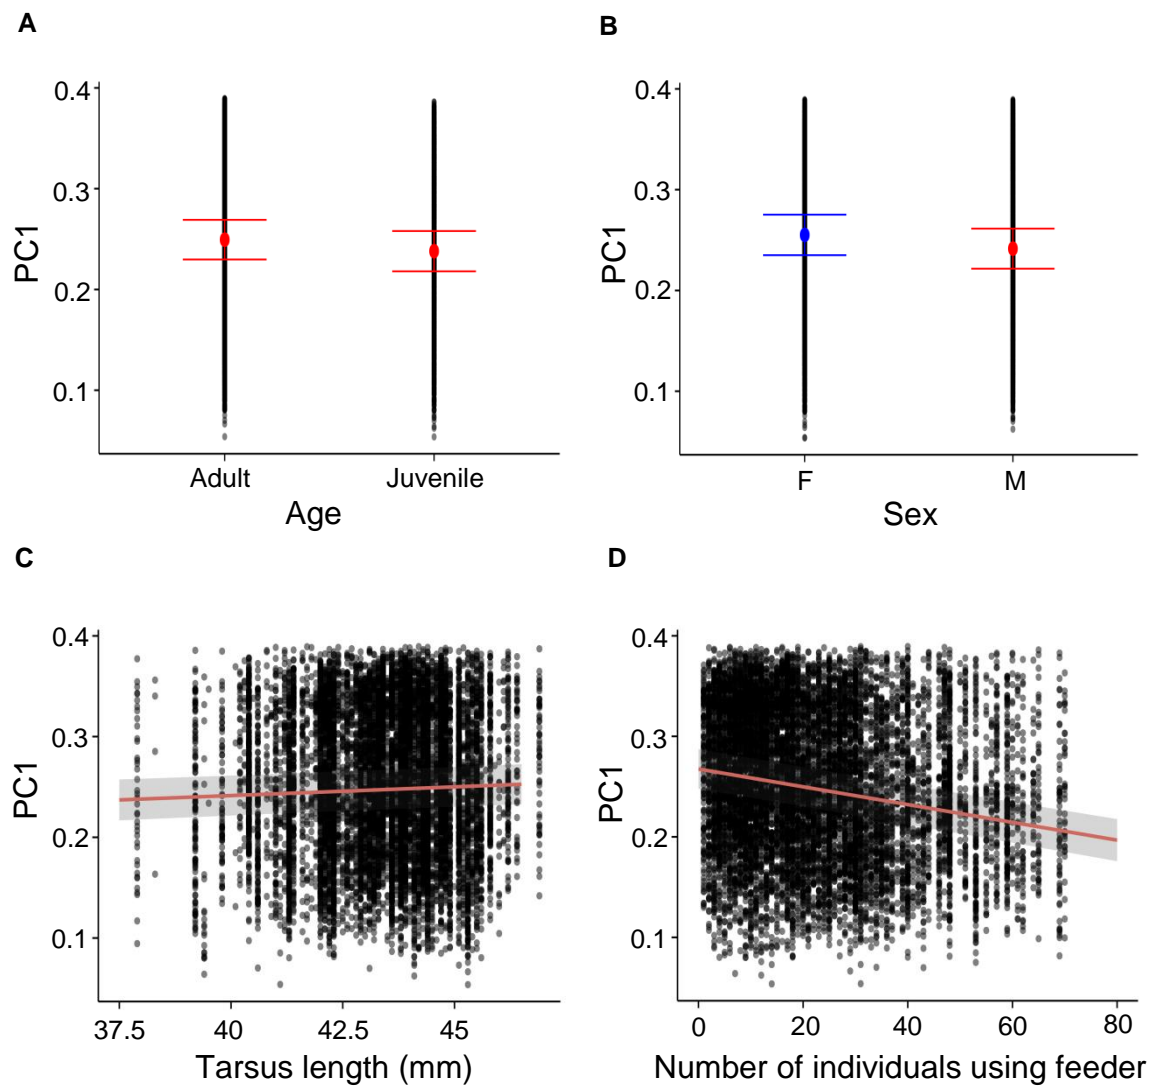 A
0.4
0.3
0.2
0.1
PC1
Adult
Juvenile
Age
B
0.4
0.3
0.2
0.1
PC1
F
M
Sex
C
0.4
0.3
0.2
0.1
PC1
37.5
40
42.5
45
Tarsus length (mm)
D
0.4
0.3
0.2
0.1
PC1
0
20
40
60
80
Number of individuals using feeder